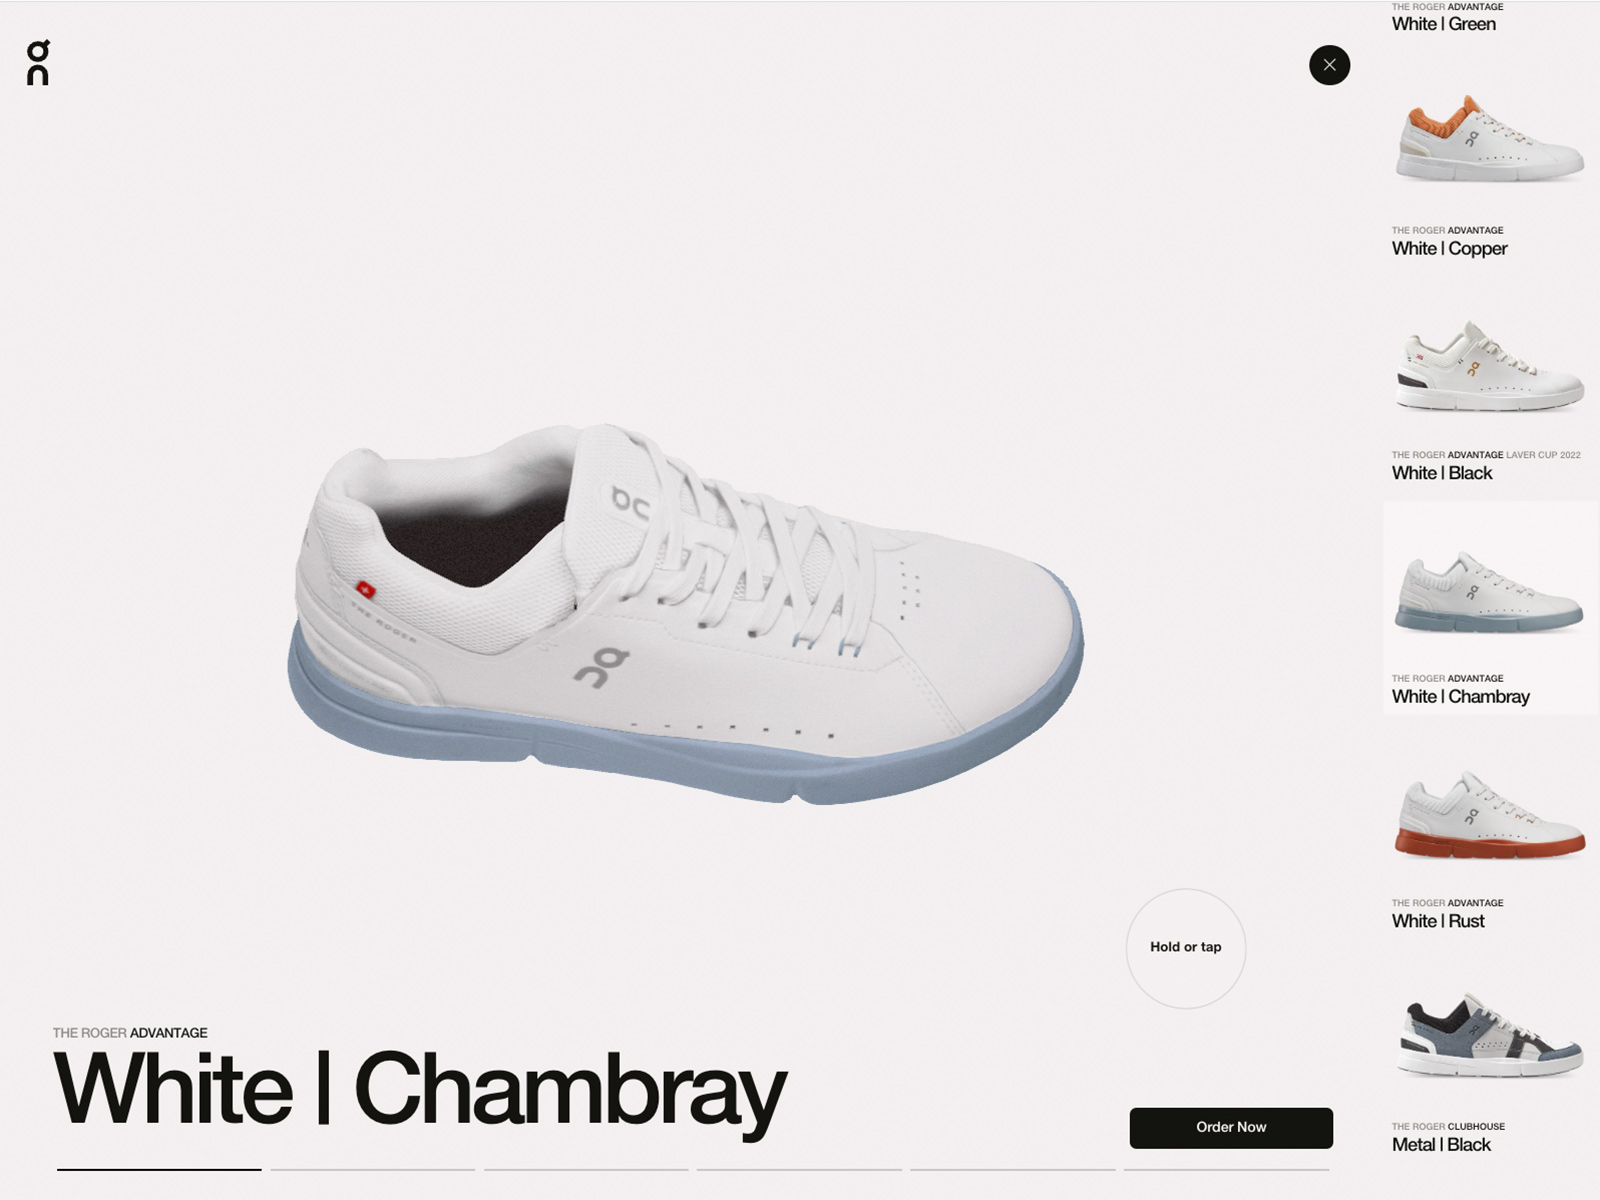 THE ROGER ADVANTAGE
White | Green
THE ROGER ADVANTAGE
White | Copper
THE ROGER ADVANTAGE LAVER CUP 2022
White | Black
THE ROGER ADVANTAGE
White | Chambray
THE ROGER ADVANTAGE
White | Rust
THE ROGER CLUBHOUSE
Metal | Black
THE ROGER
Hold or tap
THE ROGER ADVANTAGE
White | Chambray
Order Now